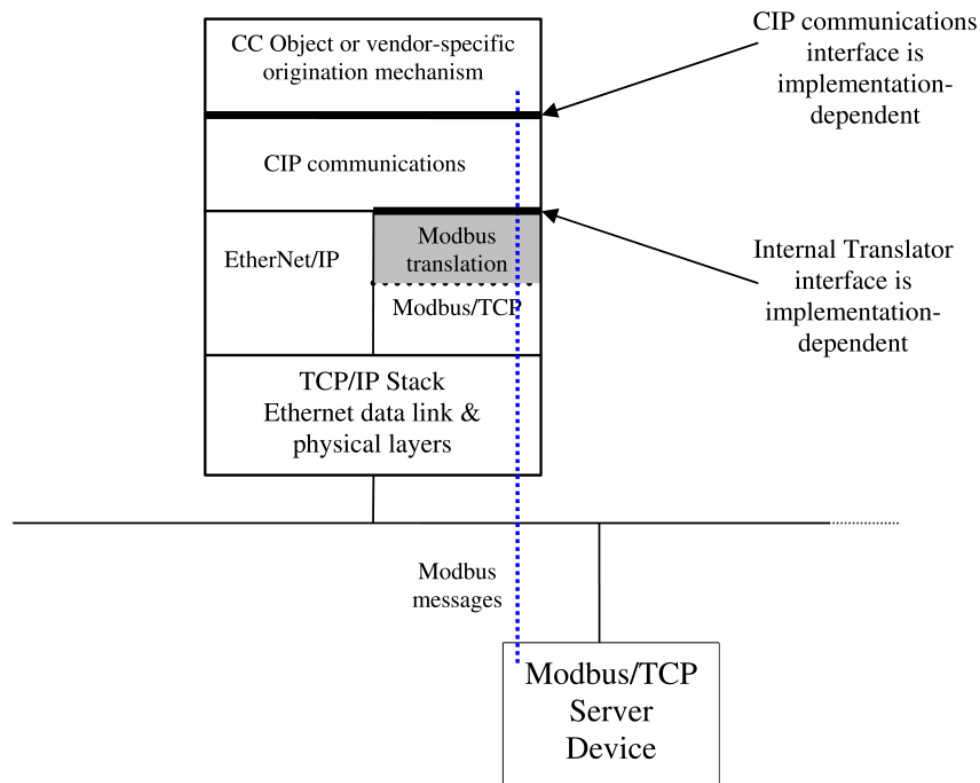 CC Object or vendor-specific
origination mechanism
CIP communications
interface is
implementation-
dependent
CIP communications
EtherNet/IP
Modbus
translation
Modbus/TCP
Internal Translator
interface is
implementation-
dependent
TCP/IP Stack
Ethernet data link &
physical layers
Modbus
messages
Modbus/TCP
Server
Device